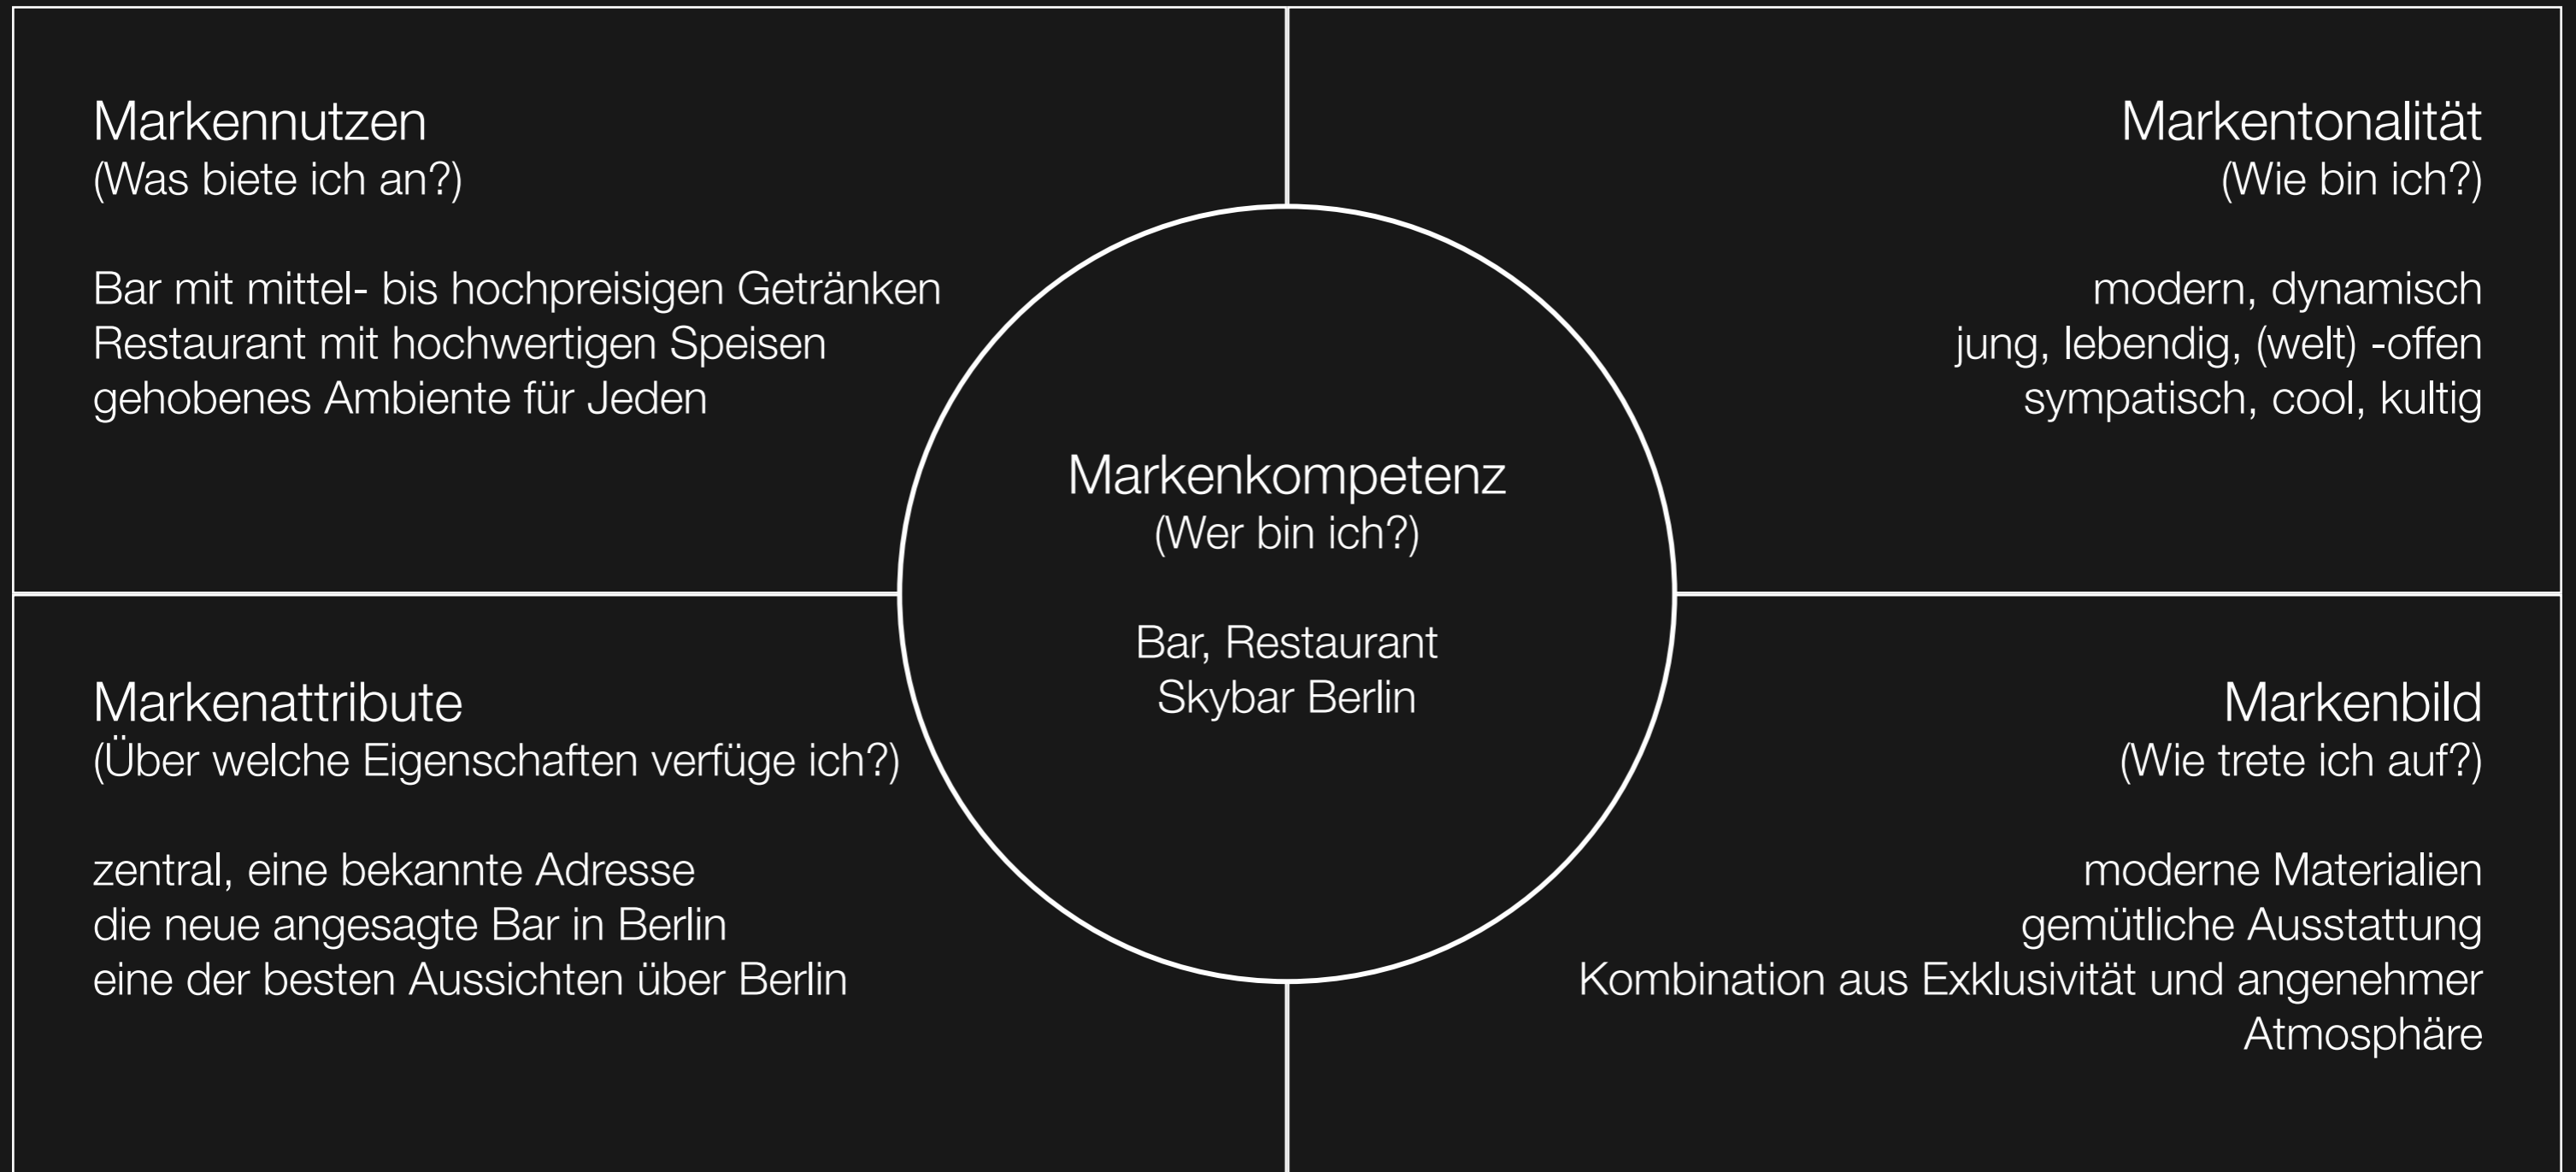 Markennutzen
(Was biete ich an?)
Bar mit mittel- bis hochpreisigen Getränken
Restaurant mit hochwertigen Speisen
gehobenes Ambiente für Jeden
Markentonalität
(Wie bin ich?)
modern, dynamisch
jung, lebendig, (welt) -offen
sympatisch, cool, kultig
Markenkompetenz
(Wer bin ich?)
Bar, Restaurant
Skybar Berlin
Markenattribute
(Über welche Eigenschaften verfüge ich?)
zentral, eine bekannte Adresse
die neue angesagte Bar in Berlin
eine der besten Aussichten über Berlin
Markenbild
(Wie trete ich auf?)
moderne Materialien
gemütliche Ausstattung
Kombination aus Exklusivität und angenehmer
Atmosphäre